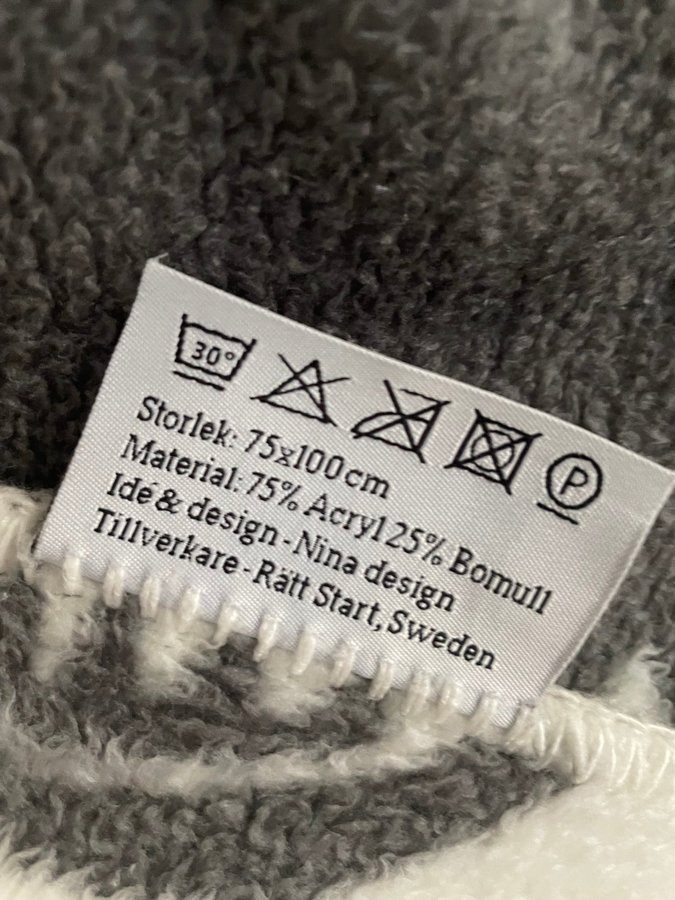 30°
P
Storlek: 75x100 cm
Material: 75% Acryl 25% Bomull
Idé & design - Nina design
Tillverkare - Rätt Start, Sweden